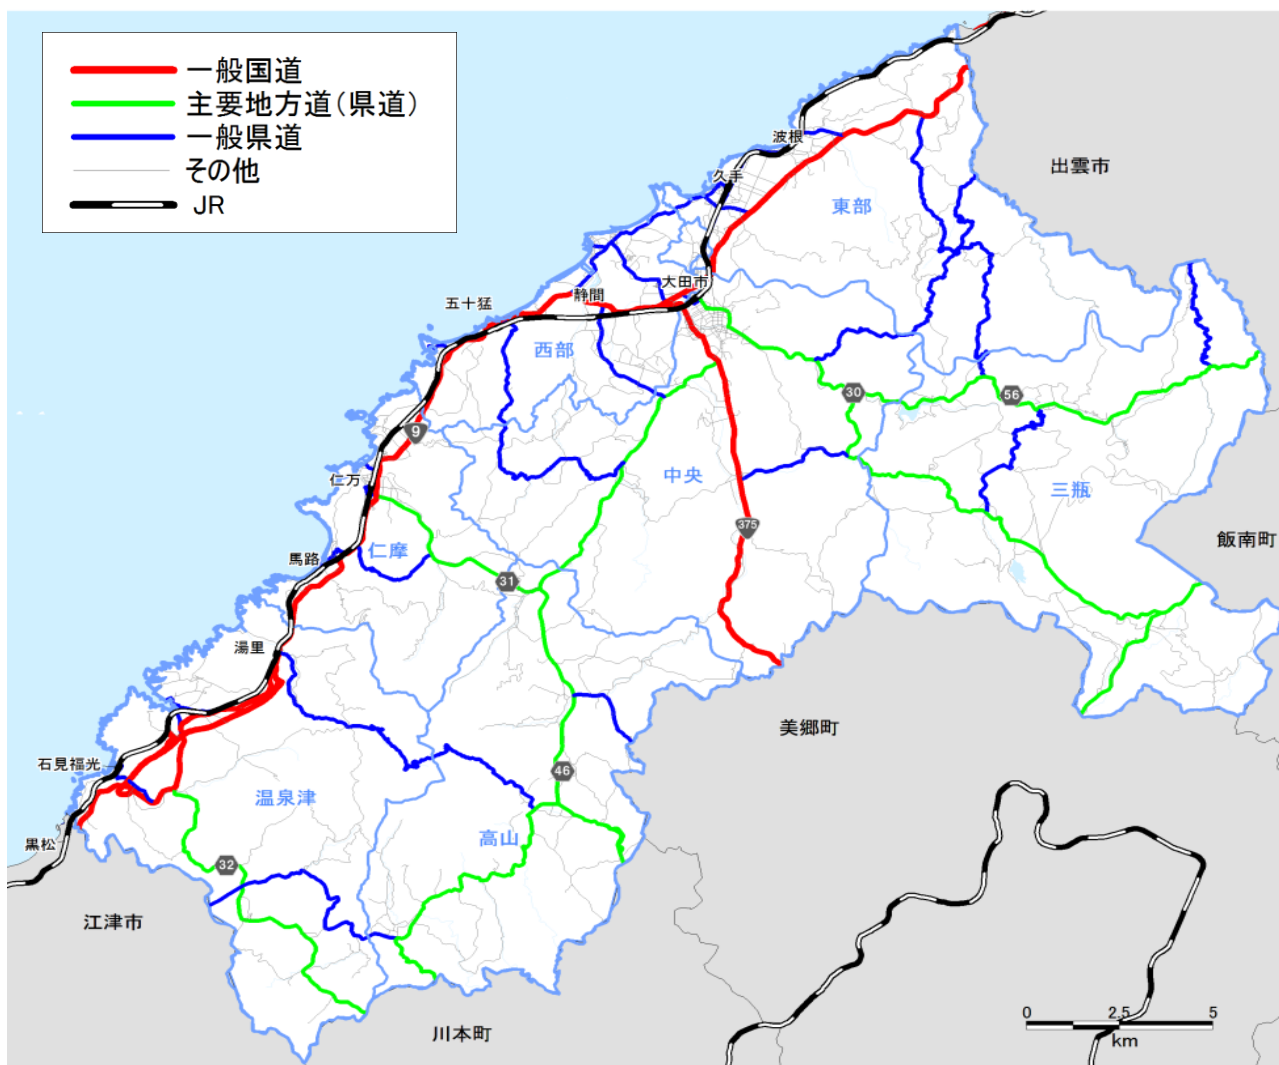 一般国道
主要地方道(県道)
一般県道
その他
JR
波根
出雲市
久手
東部
大田市
静間
五十猛
西部
30
56
9
仁万
中央
三瓶
375
飯南町
仁摩
馬路
31
湯里
美郷町
石見福光
46
温泉津
高山
黒松
32
江津市
川本町
0 2.5 5
km